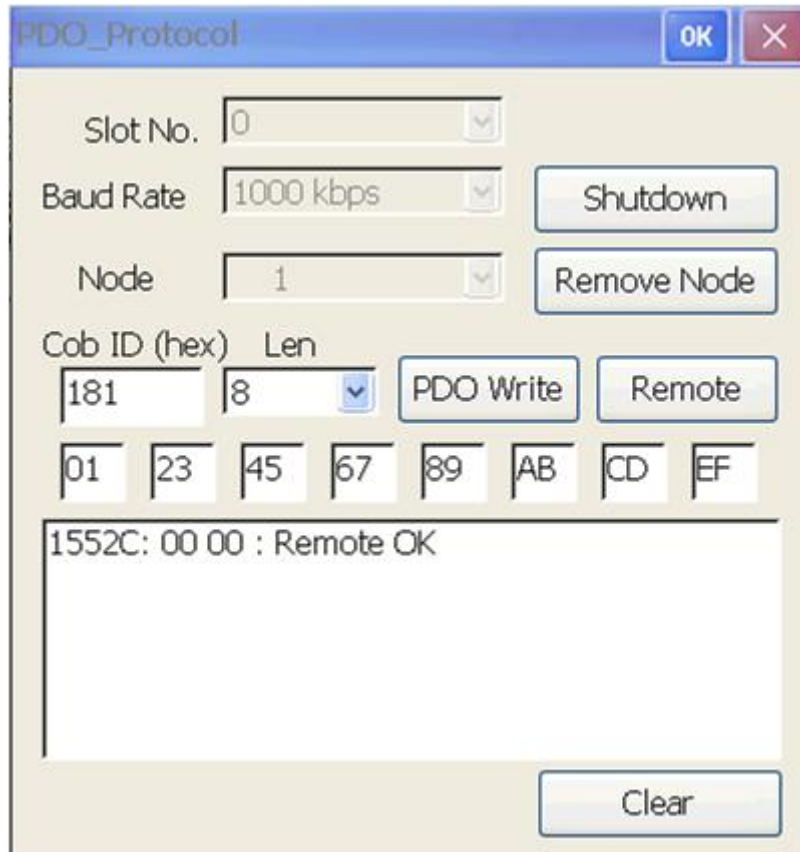 PDO_Protocol OK
Slot No. 0
Baud Rate 1000 kbps Shutdown
Node 1 Remove Node
Cob ID (hex) Len
181 8 PDO Write Remote
01 23 45 67 89 AB CD EF
1552C: 00 00 : Remote OK
Clear